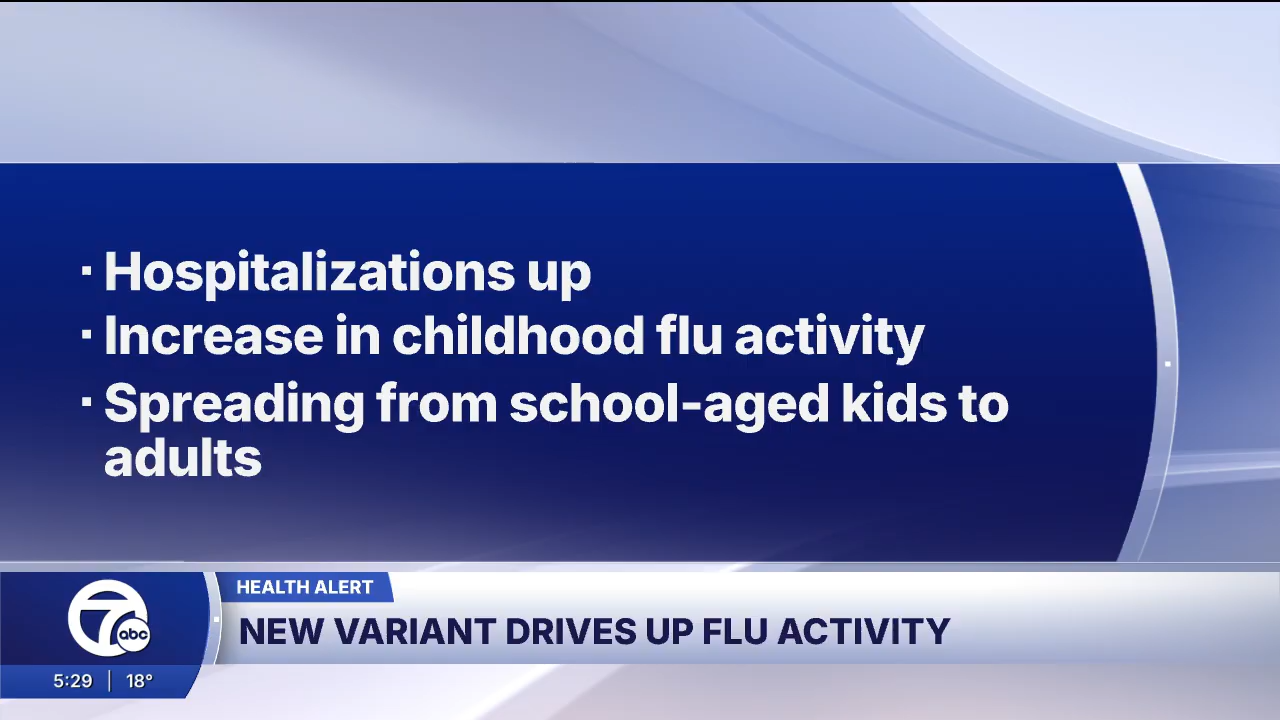 · Hospitalizations up
· Increase in childhood flu activity
· Spreading from school-aged kids to
adults
HEALTH ALERT
NEW VARIANT DRIVES UP FLU ACTIVITY
7 abc
5:29 | 18°